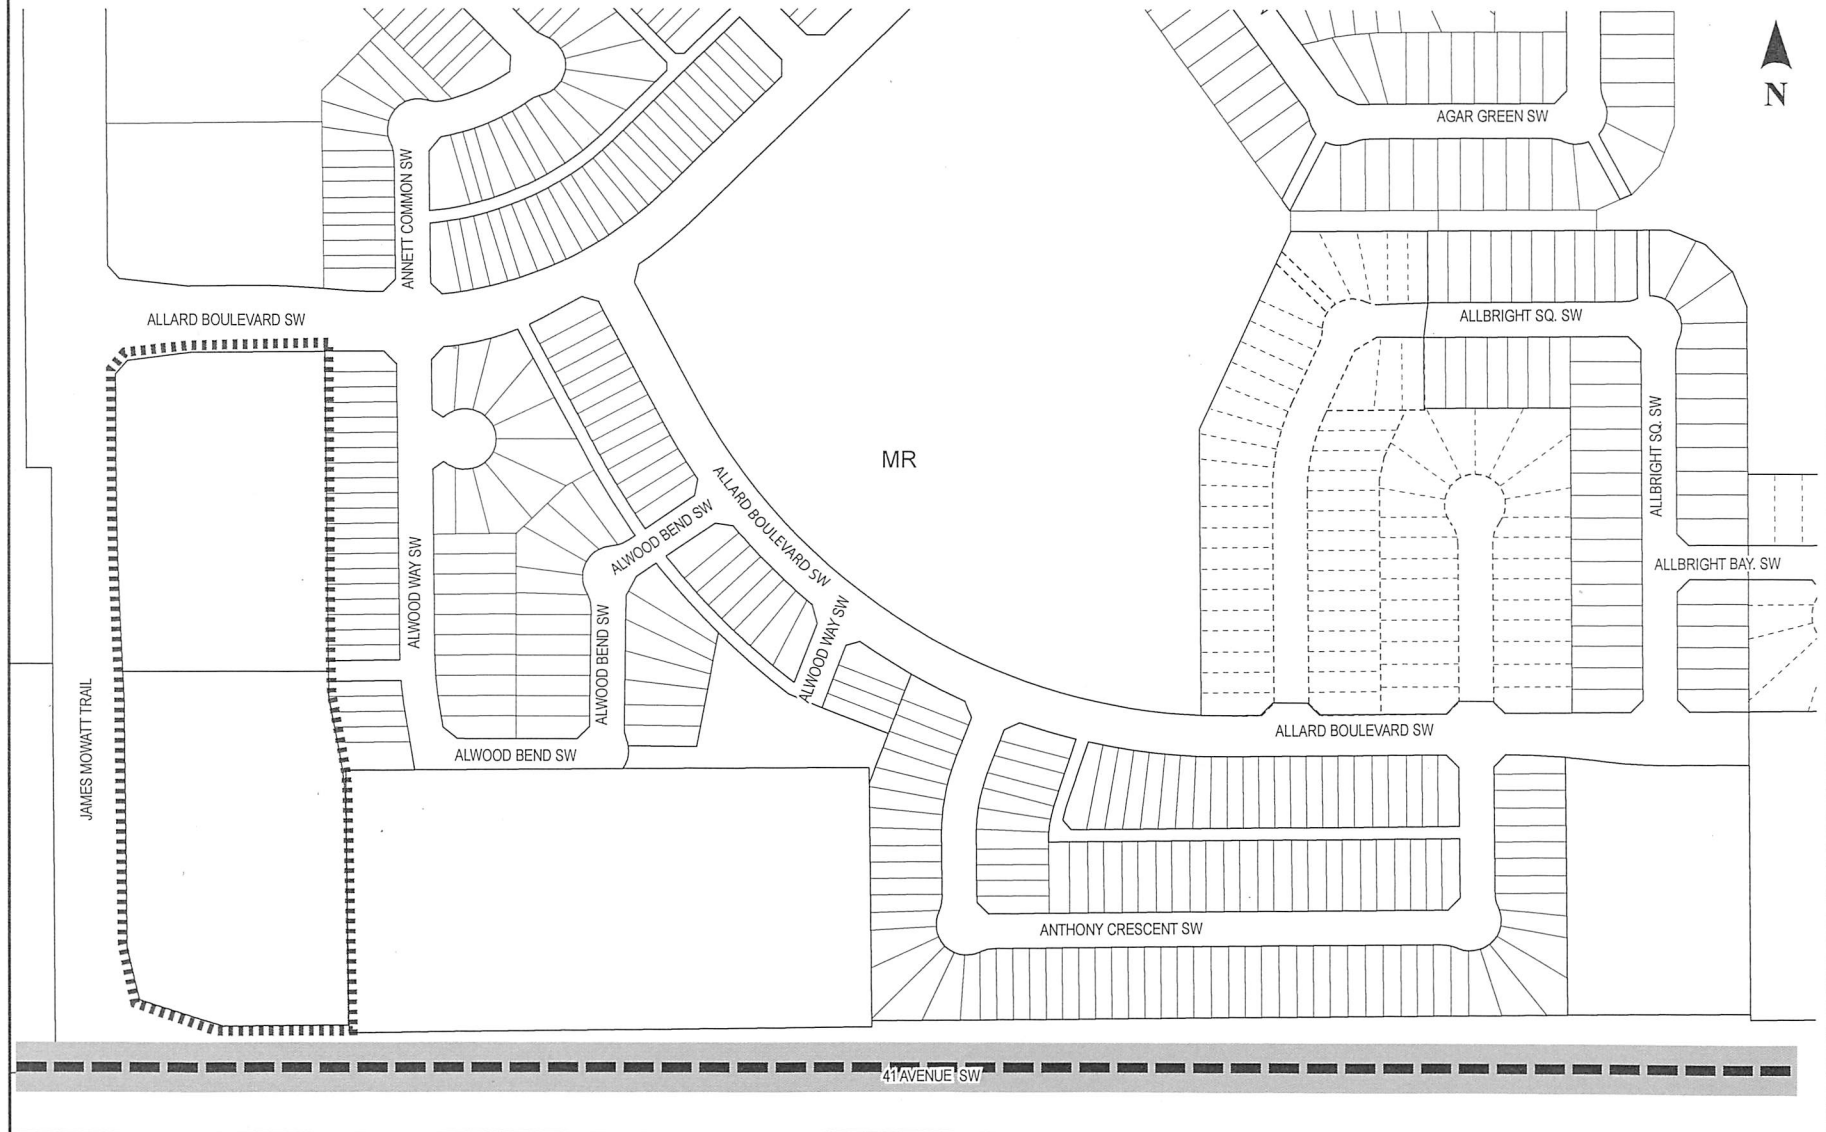 N
AGAR GREEN SW
ANNETT COMMON SW
ALLARD BOULEVARD SW
ALLBRIGHT SQ. SW
ALLBRIGHT SQ. SW
MR
ALLARD BOULEVARD SW
ALWOOD BEND SW
ALWOOD WAY SW
ALLBRIGHT BAY. SW
ALWOOD WAY SW
ALWOOD BEND SW
JAMES MOWATT TRAIL
ALLARD BOULEVARD SW
ALWOOD BEND SW
ANTHONY CRESCENT SW
41 AVENUE SW